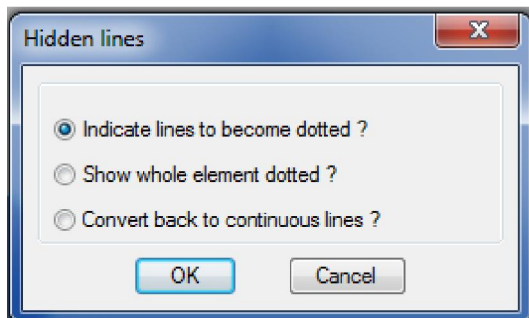 Hidden lines
Indicate lines to become dotted ?
Show whole element dotted ?
Convert back to continuous lines ?
OK Cancel